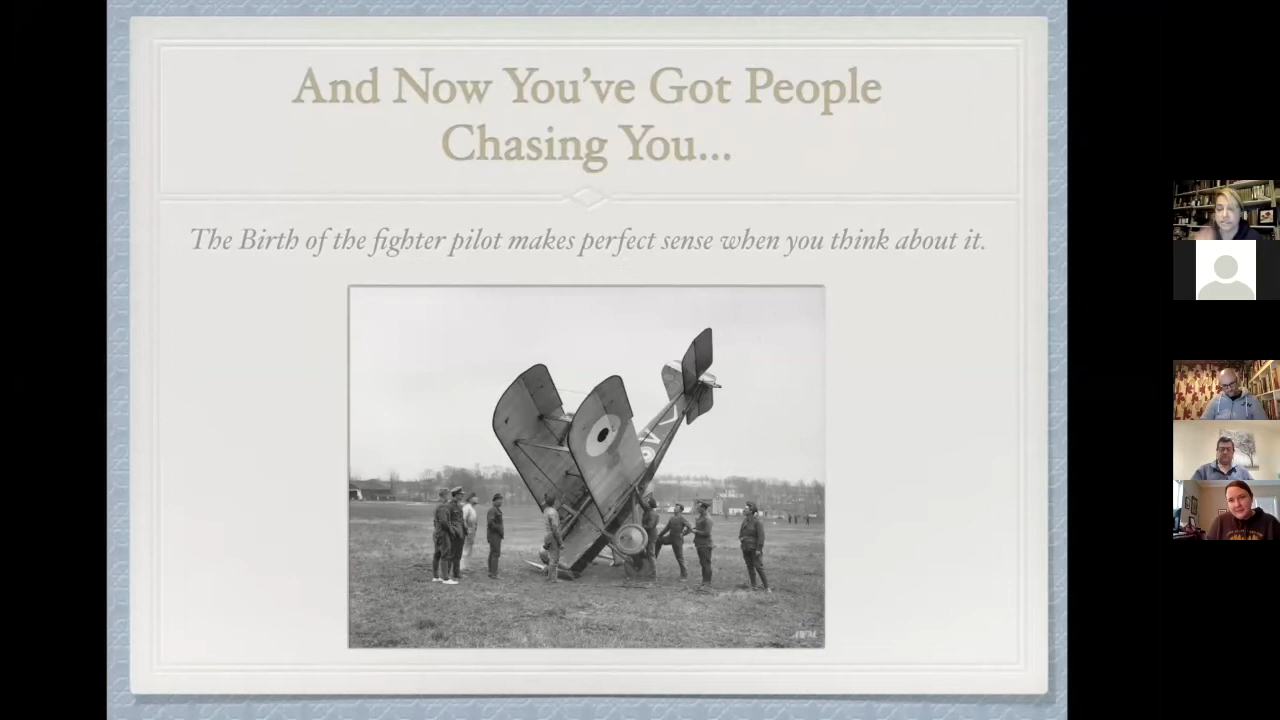 And Now You've Got People
Chasing You...
The Birth of the fighter pilot makes perfect sense when you think about it.